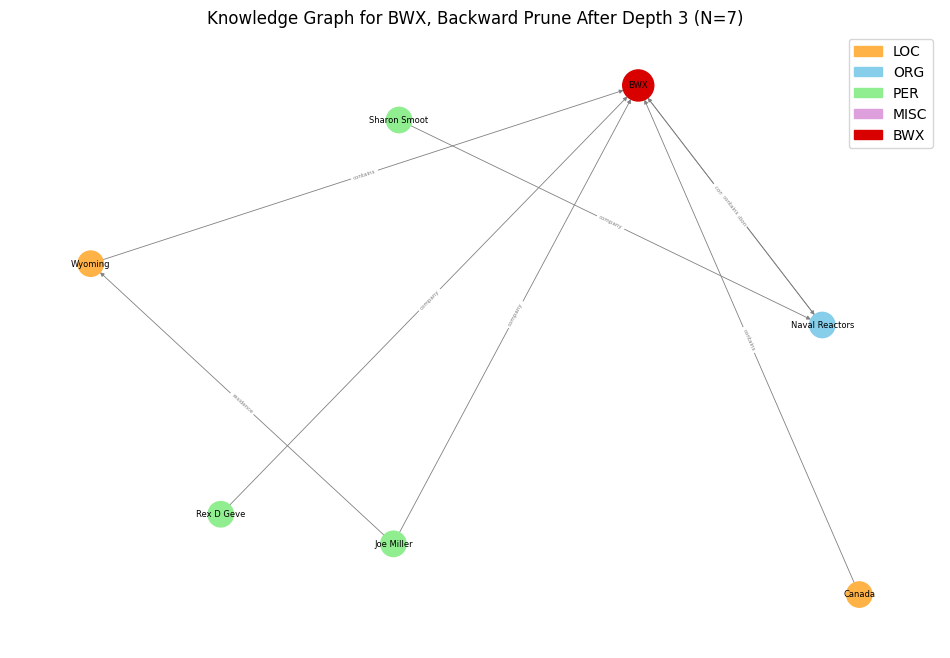 Knowledge Graph for BWX, Backward Prune After Depth 3 (N=7)
LOC
ORG
PER
MISC
BWX
BWX
Sharon Smoot
contains
company
contains
Wyoming
company
company
Naval Reactors
contains
residence
Rex D Geve
Joe Miller
Canada